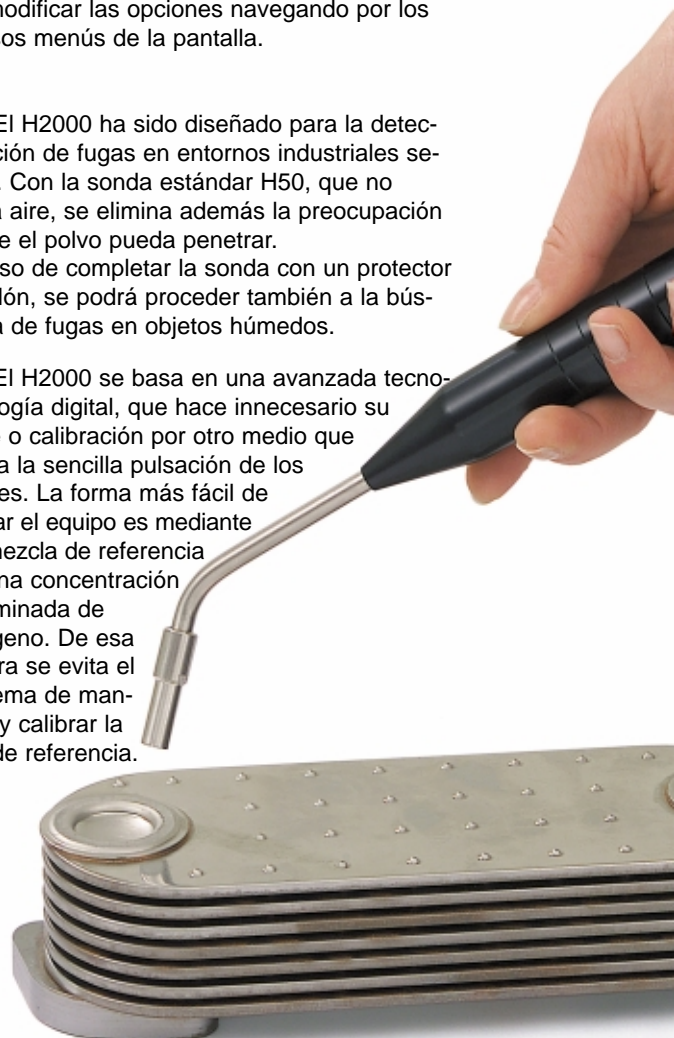 modificar las opciones navegando por los
sos menús de la pantalla.
El H2000 ha sido diseñado para la detec-
ción de fugas en entornos industriales se-
. Con la sonda estándar H50, que no
a aire, se elimina además la preocupación
e el polvo pueda penetrar.
so de completar la sonda con un protector
lón, se podrá proceder también a la bús-
a de fugas en objetos húmedos.
El H2000 se basa en una avanzada tecno-
logía digital, que hace innecesario su
o calibración por otro medio que
a la sencilla pulsación de los
es. La forma más fácil de
ar el equipo es mediante
mezcla de referencia
na concentración
minada de
geno. De esa
ra se evita el
ema de man-
y calibrar la
de referencia.